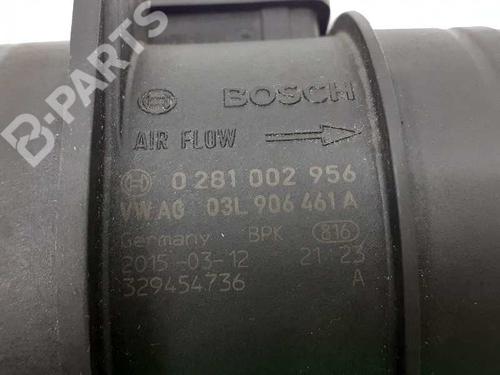 BOSCH
AIR FLOW
0 281 002 956
VW AG 03L 906 461 A
Germany BPK 816
2015-03-12 21 23
329454736 A
B-PARTS